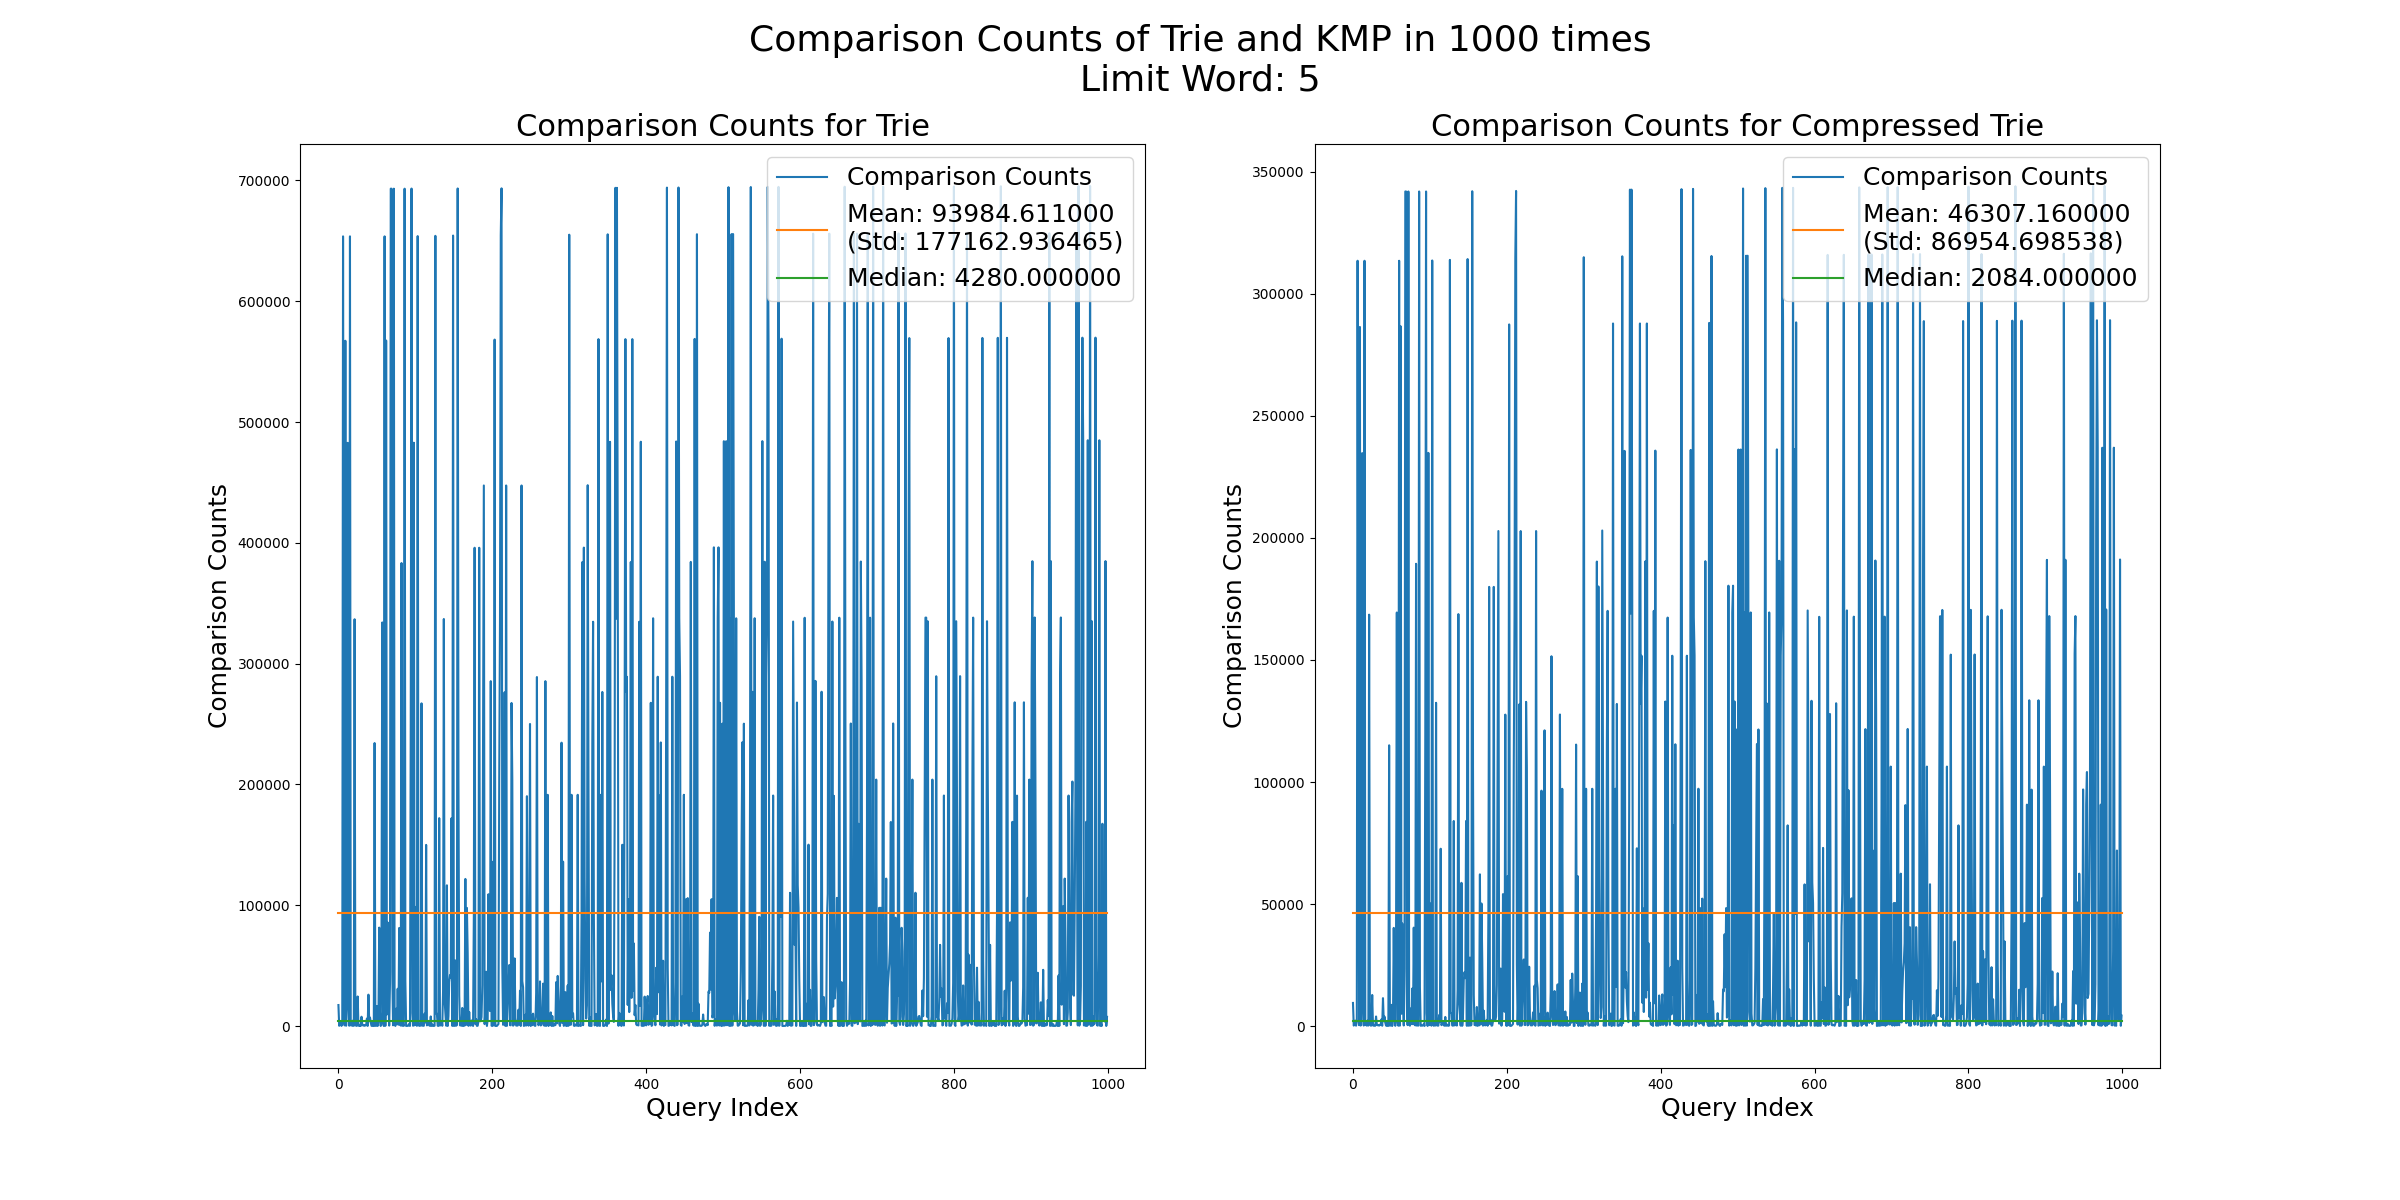 Comparison Counts of Trie and KMP in 1000 times
Limit Word: 5
Comparison Counts for Trie
Comparison Counts
700000
600000
500000
400000
300000
200000
100000
0
0
200
400
600
800
1000
Query Index
Comparison Counts
Mean: 93984.611000
(Std: 177162.936465)
Median: 4280.000000
Comparison Counts for Compressed Trie
Comparison Counts
350000
300000
250000
200000
150000
100000
50000
0
0
200
400
600
800
1000
Query Index
Comparison Counts
Mean: 46307.160000
(Std: 86954.698538)
Median: 2084.000000